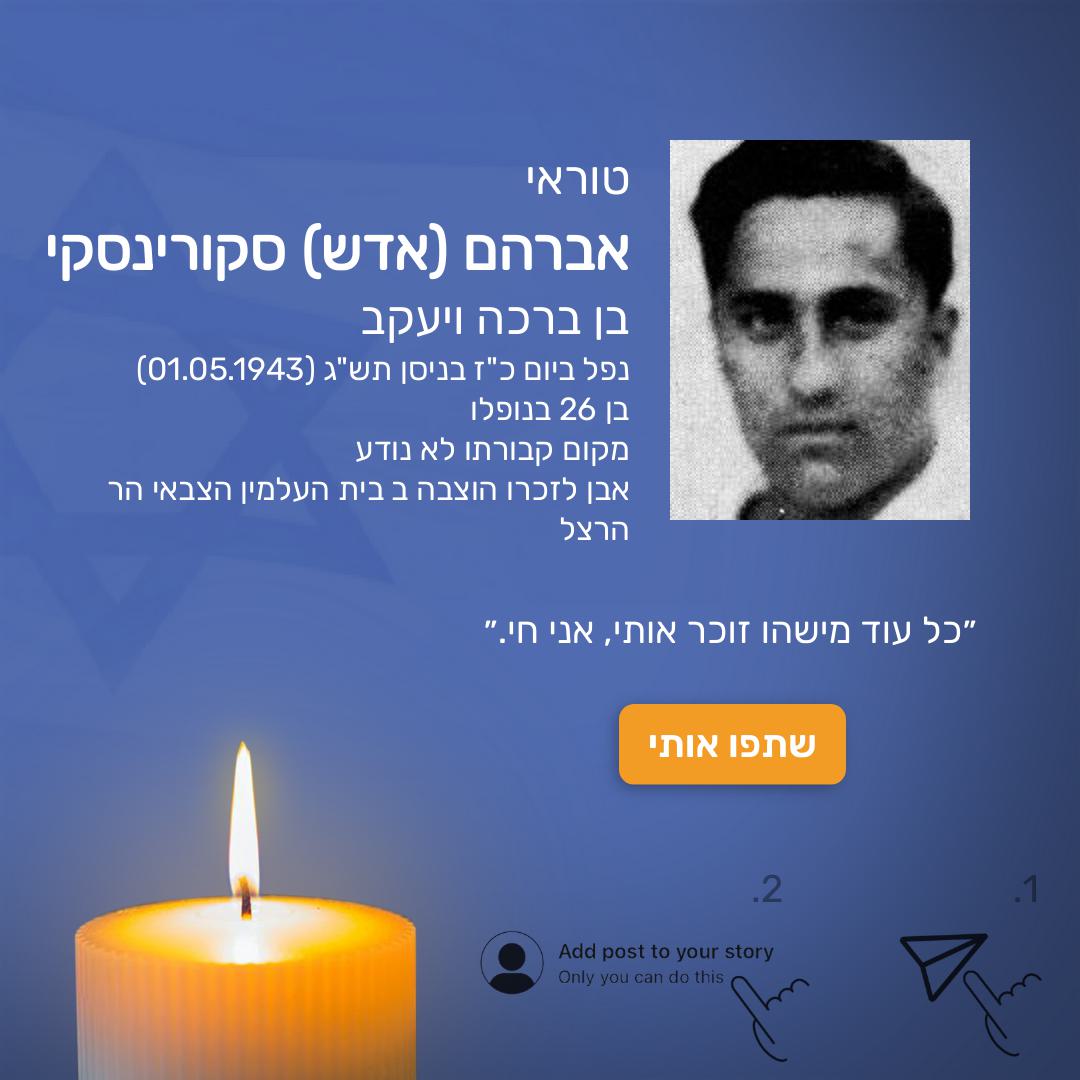 טוראי
אברהם (אדש) סקורינסקי
בן ברכה ויעקב
נפל ביום כ"ז בניסן תש"ג (01.05.1943)
בן 26 בנופלו
מקום קבורתו לא נודע
אבן לזכרו הוצבה ב בית העלמין הצבאי הר
הרצל
״כל עוד מישהו זוכר אותי, אני חי.״
שתפו אותי
1.
2.
Add post to your story
Only you can do this